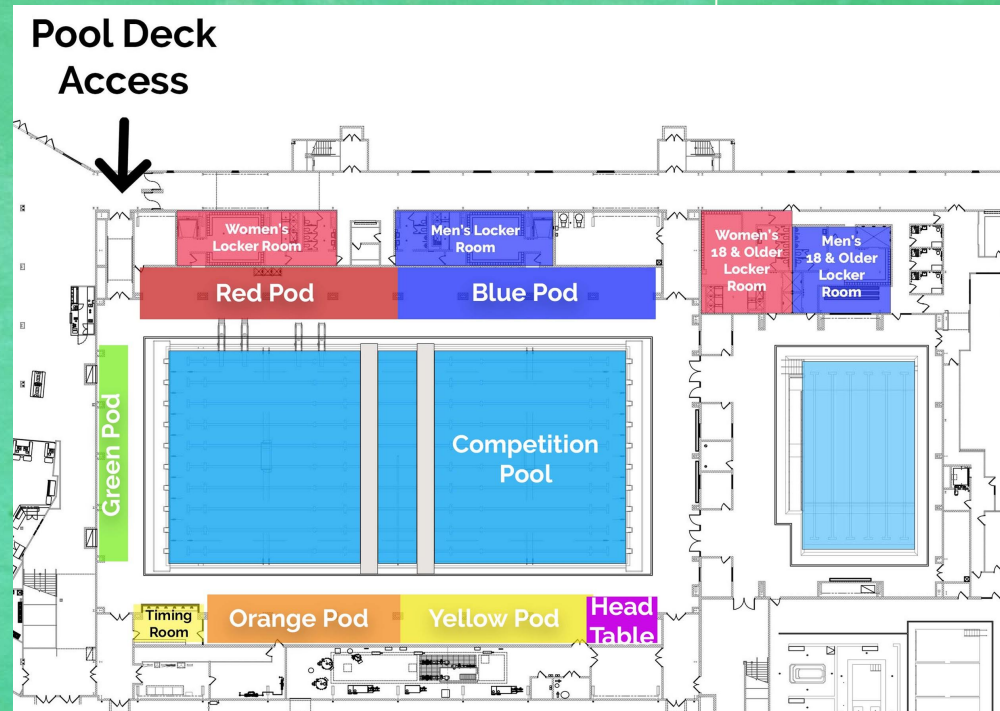 Pool Deck
Access
Women's
Locker Room
Men's Locker
Room
Women's
18 & Older
Locker
Room
Men's
18 & Older
Locker
Room
Red Pod
Blue Pod
Green Pod
Competition
Pool
Timing
Room
Orange Pod
Yellow Pod
Head
Table